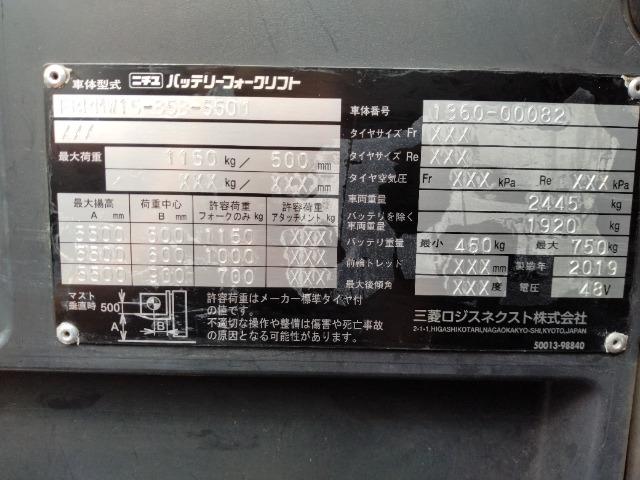 車体型式 ニチユ バッテリーフォークリフト
車体番号 1360-00082
///
タイヤサイズ Fr XXX
最大荷重 1150 kg / 500 mm
タイヤサイズ Re XXX
/ XXX kg / XXX mm
タイヤ空気圧 Fr XXX kPa Re XXX kPa
車両重量 2445 kg
バッテリを除く車両重量 1920 kg
バッテリ重量 最小 450 kg 最大 750 kg
前輪トレッド XXX mm 製造年 2019
最大後傾角 XXX 度 電圧 48 V
最大揚高 A mm 荷重中心 B mm 許容荷重 フォークのみ kg 許容荷重 アタッチメント kg
5500 500 1150 XXX
5500 600 1000 XXX
5500 XXX
マスト垂直時 500 A B
許容荷重はメーカー標準タイヤ付
の値です。
不適切な操作や整備は傷害や死亡事故
の原因となる可能性があります。
三菱ロジスネクスト株式会社
2-1-1,HIGASHIKOTARI,NAGAOKAKYO-SHI,KYOTO,JAPAN
50013-98840